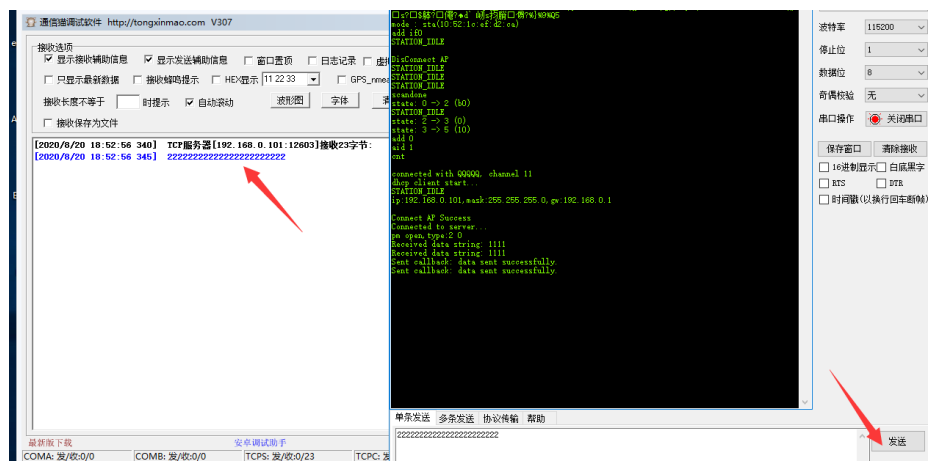 通信猫调试软件 http://tongxinmao.com V307
接收选项
显示接收辅助信息 显示发送辅助信息 窗口置顶 日志记录
只显示最新数据 接收蜂鸣提示 HEX显示 11 22 33 GPS_nmea
接收长度不等于 时提示 自动滚动 波形图 字体
接收保存为文件
[2020/8/20 18:52:56 340] TCP服务器[192.168.0.101:12603]接收23字节:
[2020/8/20 18:52:56 345] 22222222222222222222222
最新版下载 安卓调试助手
COMA: 发/收:0/0 COMB: 发/收:0/0 TCPS: 发/收:0/23 TCPC: 发
mode : sta(10:52:1c:ef:d2:ca)
add if0
STATION_IDLE
DisConnect AP
STATION_IDLE
STATION_IDLE
STATION_IDLE
scandone
state: 0 -> 2 (b0)
STATION_IDLE
state: 2 -> 3 (0)
state: 3 -> 5 (10)
add 0
aid 1
cnt
connected with QQQQQ, channel 11
dhcp client start...
STATION_IDLE
ip:192.168.0.101,mask:255.255.255.0,gw:192.168.0.1
Connect AP Success
Connected to server...
pm open,type:2 0
Received data string: 1111
Received data string: 1111
Sent callback: data sent successfully.
Sent callback: data sent successfully.
单条发送 多条发送 协议传输 帮助
22222222222222222222222
发送
波特率 115200
停止位 1
数据位 8
奇偶校验 无
串口操作 关闭串口
保存窗口 清除接收
16进制显示 白底黑字
RTS DTR
时间戳(以换行回车断帧)